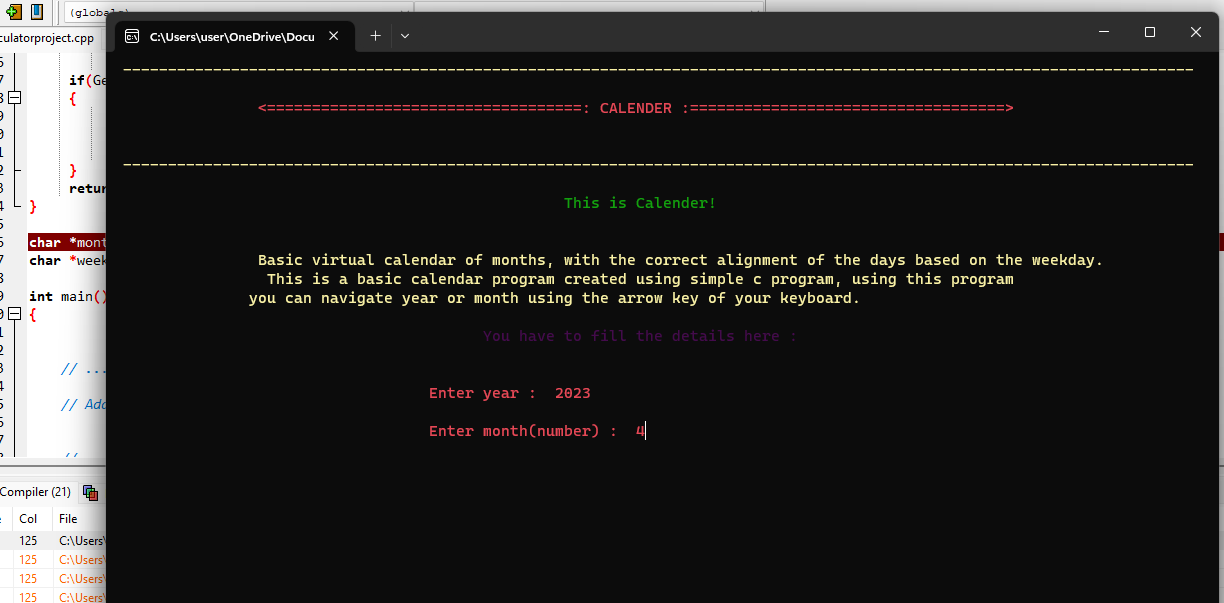 (globals)
culatorproject.cpp
C:\Users\user\OneDrive\Docu
<===================================: CALENDER :===================================>
This is Calender!
Basic virtual calendar of months, with the correct alignment of the days based on the weekday.
This is a basic calendar program created using simple c program, using this program
you can navigate year or month using the arrow key of your keyboard.
You have to fill the details here :
Enter year :  2023
Enter month(number) :  4
if(Ge
{
}
retur
}
char *mont
char *week
int main()
{
// ...
// Add
//
Compiler (21)
Col File
125 C:\Users\
125 C:\Users\
125 C:\Users\
125 C:\Users\